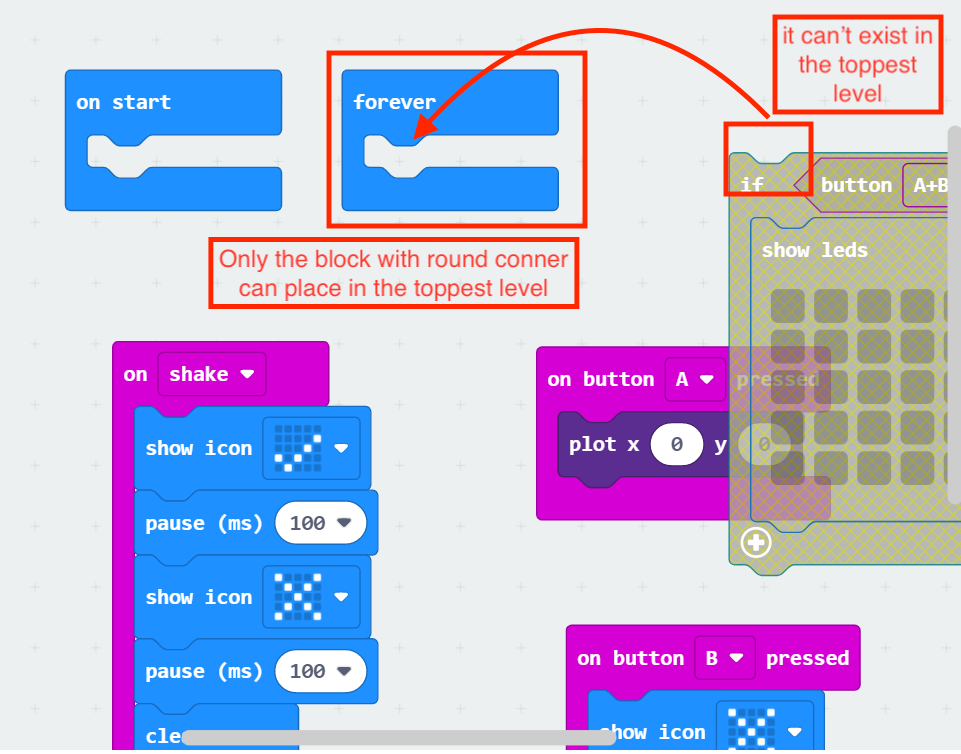 it can't exist in
the toppest
level
on start
forever
if button A+B
Only the block with round conner
can place in the toppest level
show leds
on shake
on button A pressed
show icon
plot x 0 y 0
pause (ms) 100
show icon
pause (ms) 100
on button B pressed
show icon